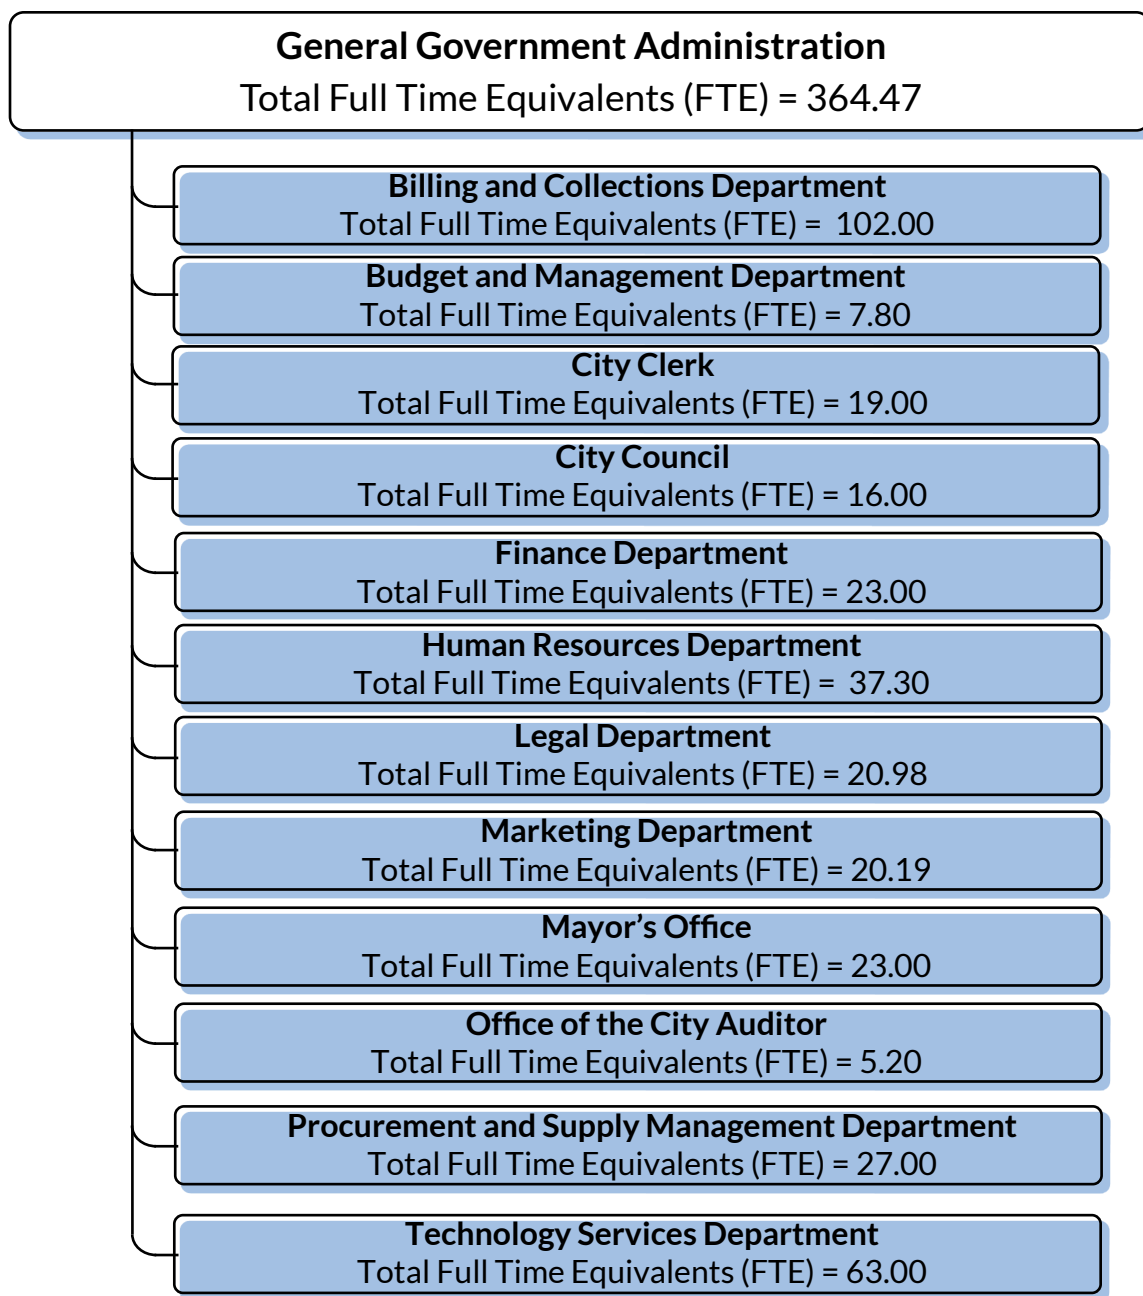 General Government Administration
Total Full Time Equivalents (FTE) = 364.47
Billing and Collections Department
Total Full Time Equivalents (FTE) =  102.00
Budget and Management Department
Total Full Time Equivalents (FTE) = 7.80
City Clerk
Total Full Time Equivalents (FTE) = 19.00
City Council
Total Full Time Equivalents (FTE) = 16.00
Finance Department
Total Full Time Equivalents (FTE) = 23.00
Human Resources Department
Total Full Time Equivalents (FTE) =  37.30
Legal Department
Total Full Time Equivalents (FTE) = 20.98
Marketing Department
Total Full Time Equivalents (FTE) = 20.19
Mayor’s Office
Total Full Time Equivalents (FTE) = 23.00
Office of the City Auditor
Total Full Time Equivalents (FTE) = 5.20
Procurement and Supply Management Department
Total Full Time Equivalents (FTE) = 27.00
Technology Services Department
Total Full Time Equivalents (FTE) = 63.00